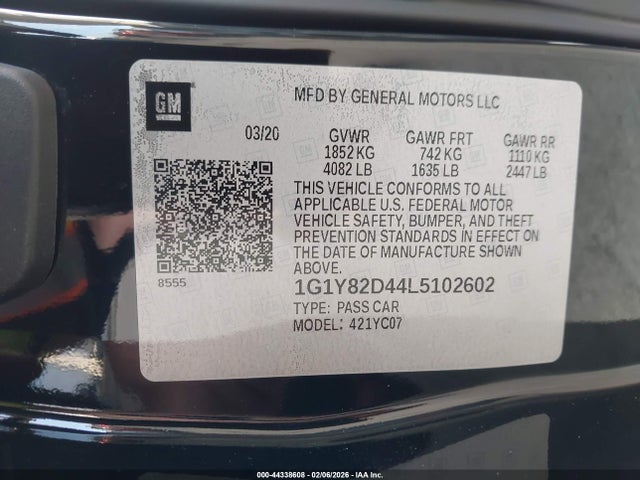 GM
MFD BY GENERAL MOTORS LLC
03/20 GVWR GAWR FRT GAWR RR
1852 KG 742 KG 1110 KG
4082 LB 1635 LB 2447 LB
THIS VEHICLE CONFORMS TO ALL
APPLICABLE U.S. FEDERAL MOTOR
VEHICLE SAFETY, BUMPER, AND THEFT
PREVENTION STANDARDS IN EFFECT ON
THE DATE OF MANUFACTURE SHOWN
ABOVE.
8555
1G1Y82D44L5102602
TYPE: PASS CAR
MODEL: 421YC07
000-44338608 - 02/06/2026 - IAA Inc.